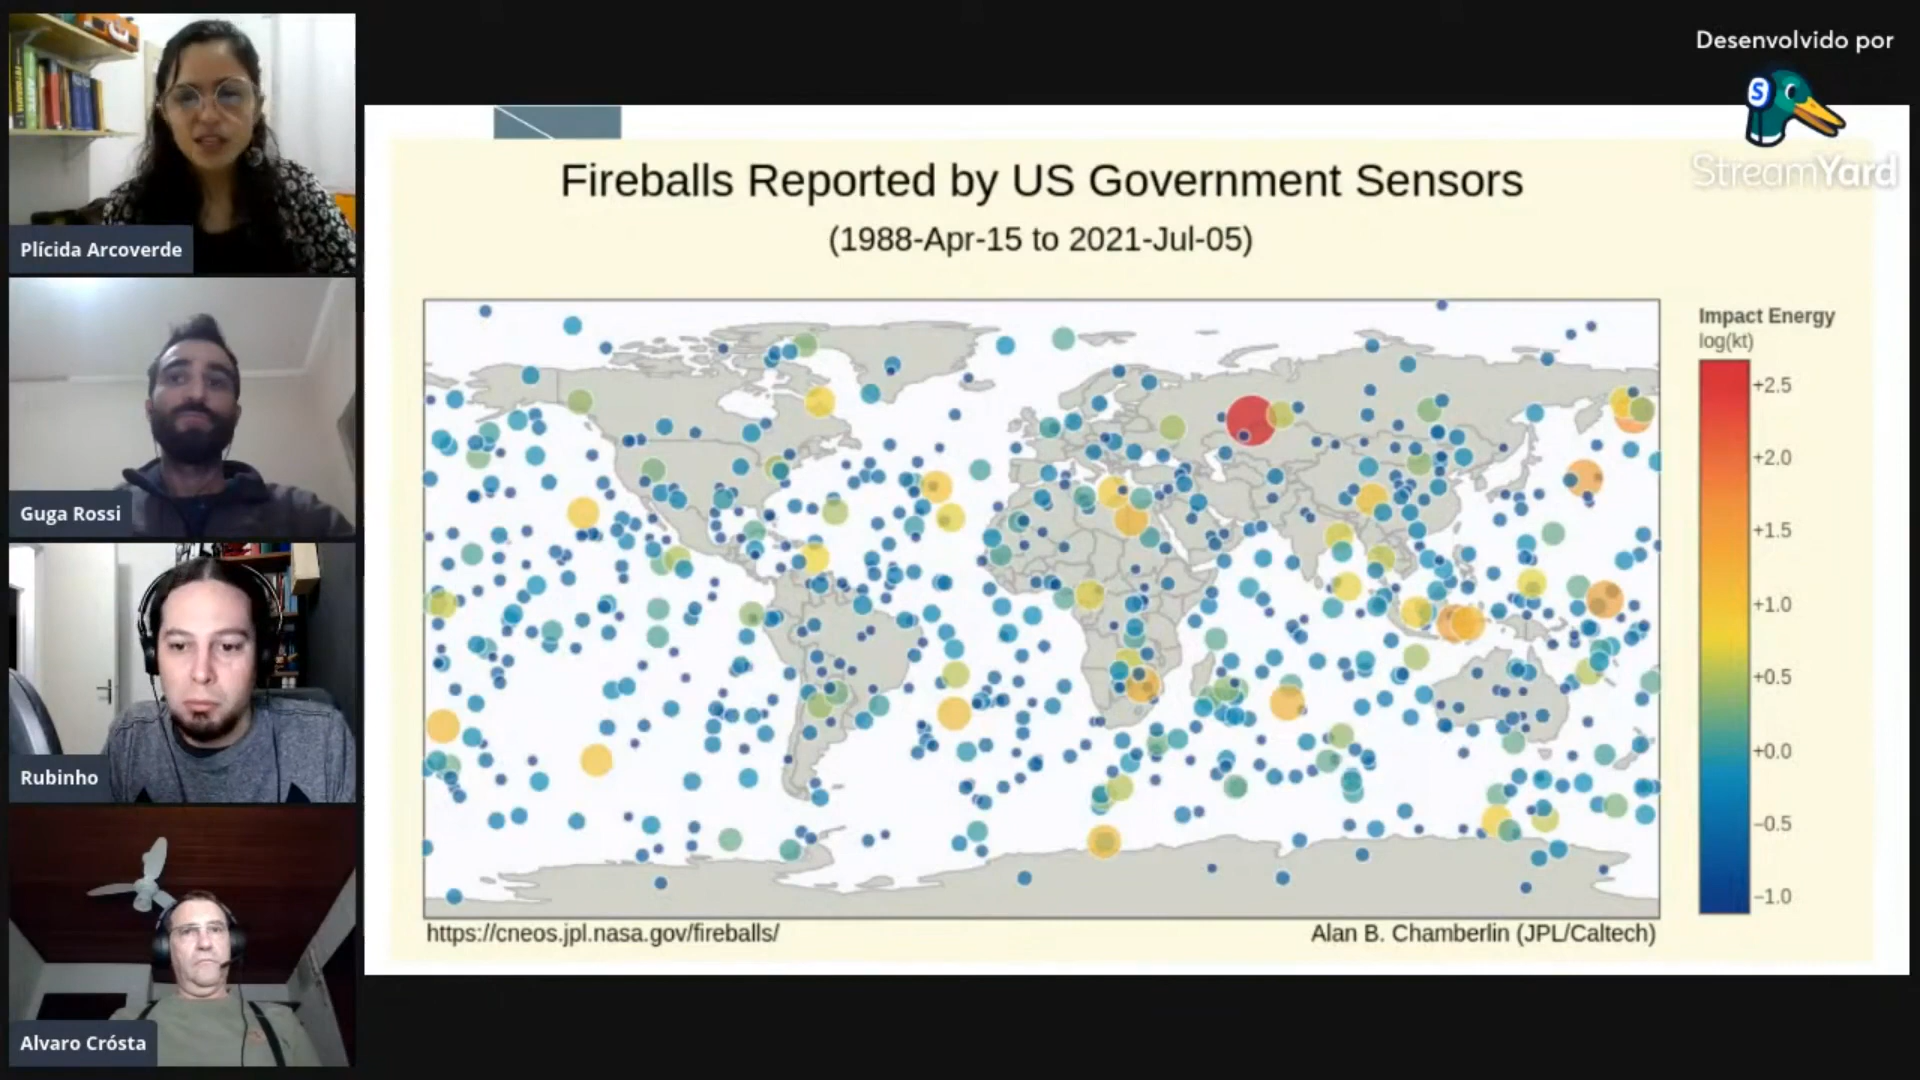 Desenvolvido por
S
StreamYard
Plícida Arcoverde
Guga Rossi
Rubinho
Alvaro Crósta
Fireballs Reported by US Government Sensors
(1988-Apr-15 to 2021-Jul-05)
Impact Energy
log(kt)
+2.5
+2.0
+1.5
+1.0
+0.5
+0.0
−0.5
−1.0
https://cneos.jpl.nasa.gov/fireballs/
Alan B. Chamberlin (JPL/Caltech)